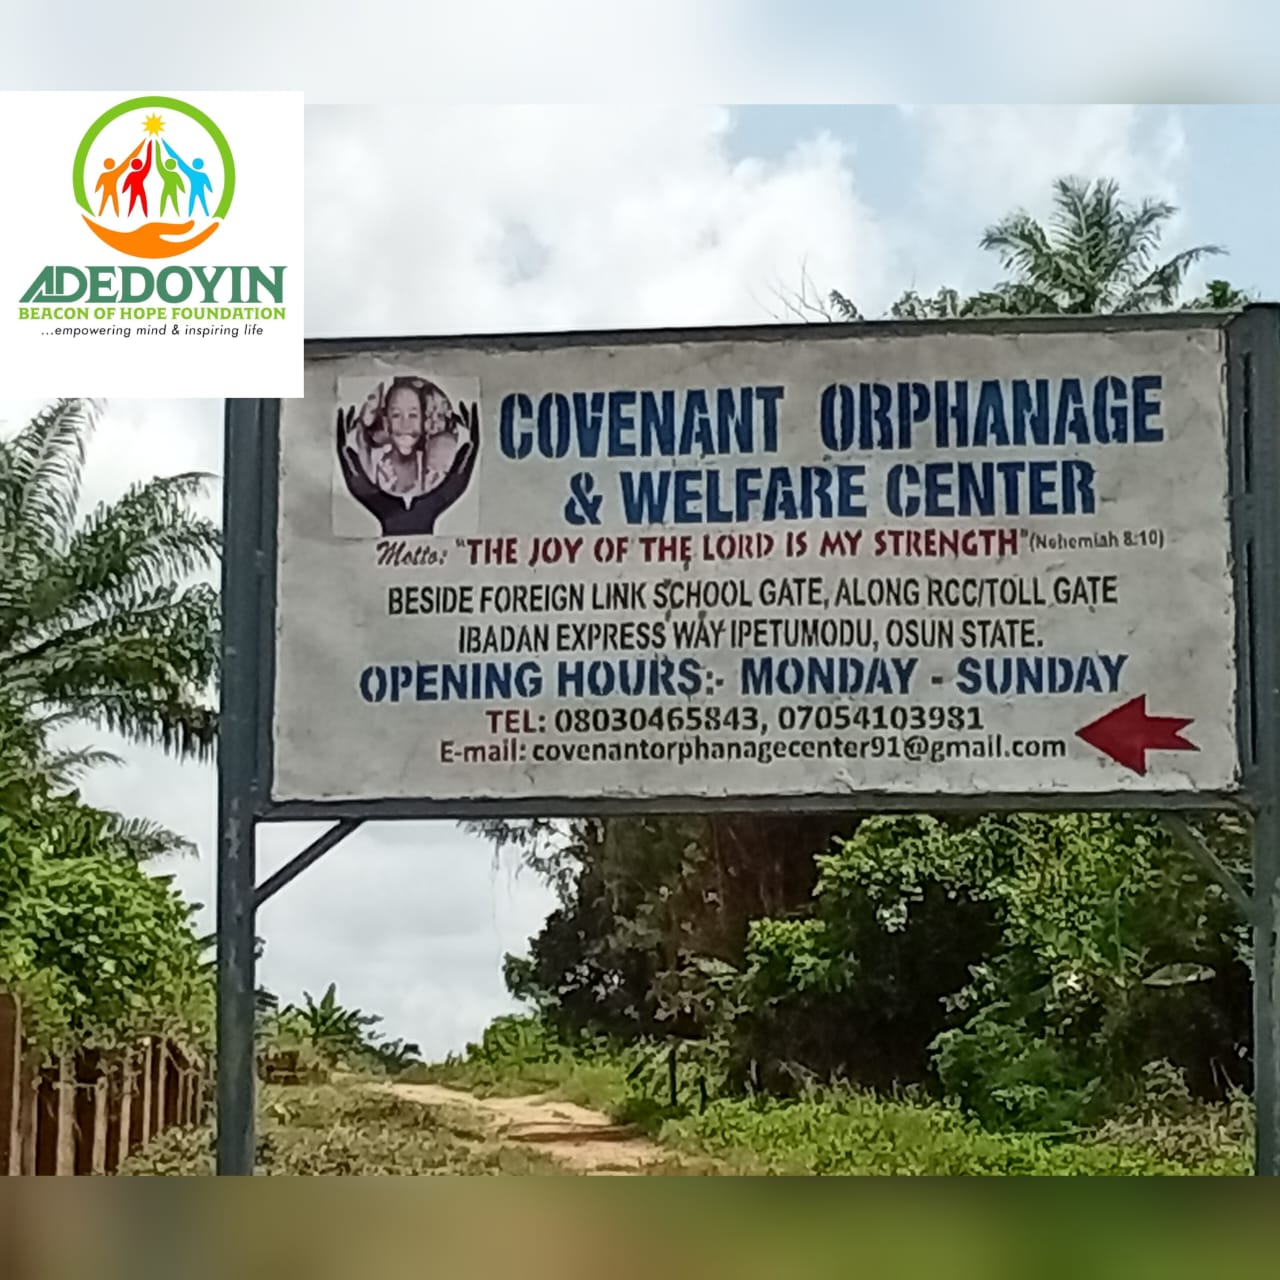 ADEDOYIN
BEACON OF HOPE FOUNDATION
...empowering mind & inspiring life
COVENANT ORPHANAGE
& WELFARE CENTER
Motto: "THE JOY OF THE LORD IS MY STRENGTH" (Nehemiah 8:10)
BESIDE FOREIGN LINK SCHOOL GATE, ALONG RCC/TOLL GATE
IBADAN EXPRESS WAY IPETUMODU, OSUN STATE.
OPENING HOURS:- MONDAY - SUNDAY
TEL: 08030465843, 07054103981
E-mail: covenantorphanagecenter91@gmail.com